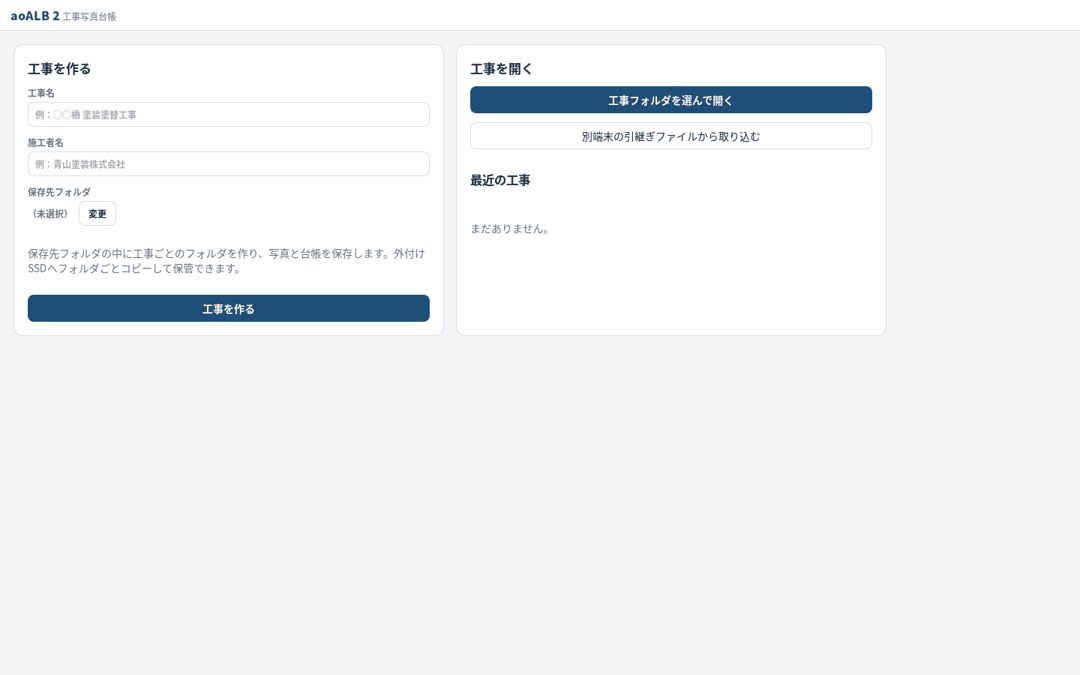 aoALB 2 工事写真台帳
工事を作る
工事名
例：○○橋 塗装塗替工事
施工者名
例：青山塗装株式会社
保存先フォルダ
（未選択） 変更
保存先フォルダの中に工事ごとのフォルダを作り、写真と台帳を保存します。外付け
SSDへフォルダごとコピーして保管できます。
工事を作る
工事を開く
工事フォルダを選んで開く
別端末の引継ぎファイルから取り込む
最近の工事
まだありません。